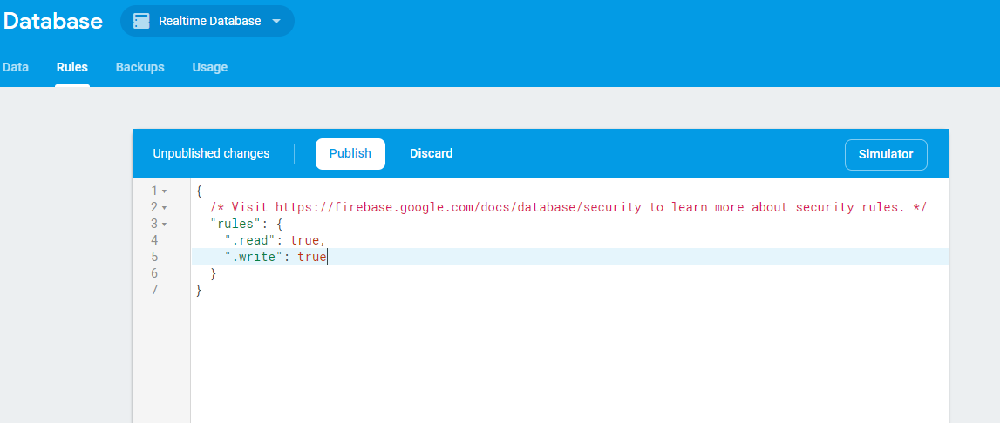 Database Realtime Database
Data Rules Backups Usage
Unpublished changes Publish Discard Simulator
1 {
2 /* Visit https://firebase.google.com/docs/database/security to learn more about security rules. */
3 "rules": {
4 ".read": true,
5 ".write": true
6 }
7 }